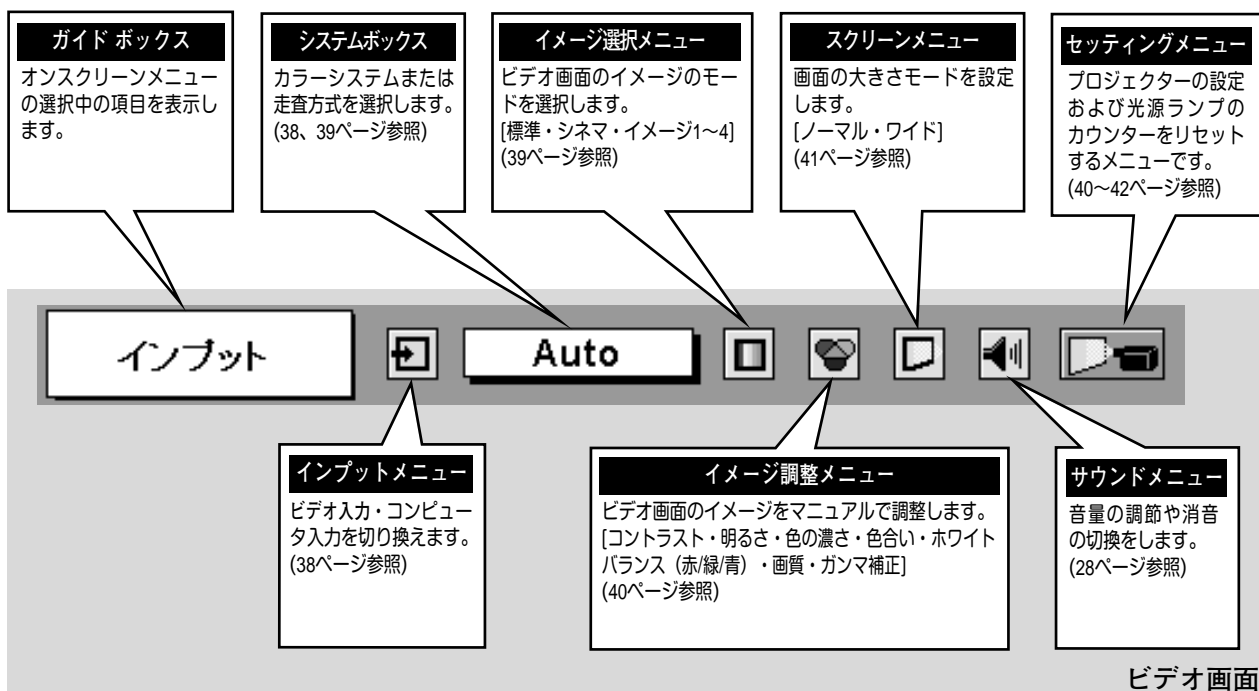 ガイド ボックス
オンスクリーンメニュー
の選択中の項目を表示し
ます。
システムボックス
カラーシステムまたは
走査方式を選択します。
(38、39ページ参照)
イメージ選択メニュー
ビデオ画面のイメージのモー
ドを選択します。
[標準・シネマ・イメージ1〜4]
(39ページ参照)
スクリーンメニュー
画面の大きさモードを設定
します。
[ノーマル・ワイド]
(41ページ参照)
セッティングメニュー
プロジェクターの設定
および光源ランプの
カウンターをリセット
するメニューです。
(40〜42ページ参照)
インプット
Auto
インプットメニュー
ビデオ入力・コンピュー
タ入力を切り換えます。
(38ページ参照)
イメージ調整メニュー
ビデオ画面のイメージをマニュアルで調整します。
[コントラスト・明るさ・色の濃さ・色合い・ホワイト
バランス（赤/緑/青）・画質・ガンマ補正]
(40ページ参照)
サウンドメニュー
音量の調節や消音
の切換をします。
(28ページ参照)
ビデオ画面